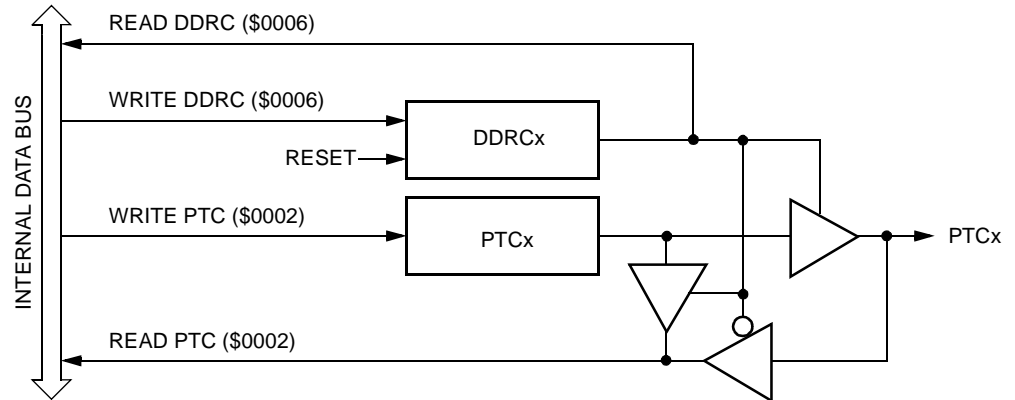 READ DDRC ($0006)
WRITE DDRC ($0006)
DDRCx
RESET
WRITE PTC ($0002)
PTCx
PTCx
READ PTC ($0002)
INTERNAL DATA BUS